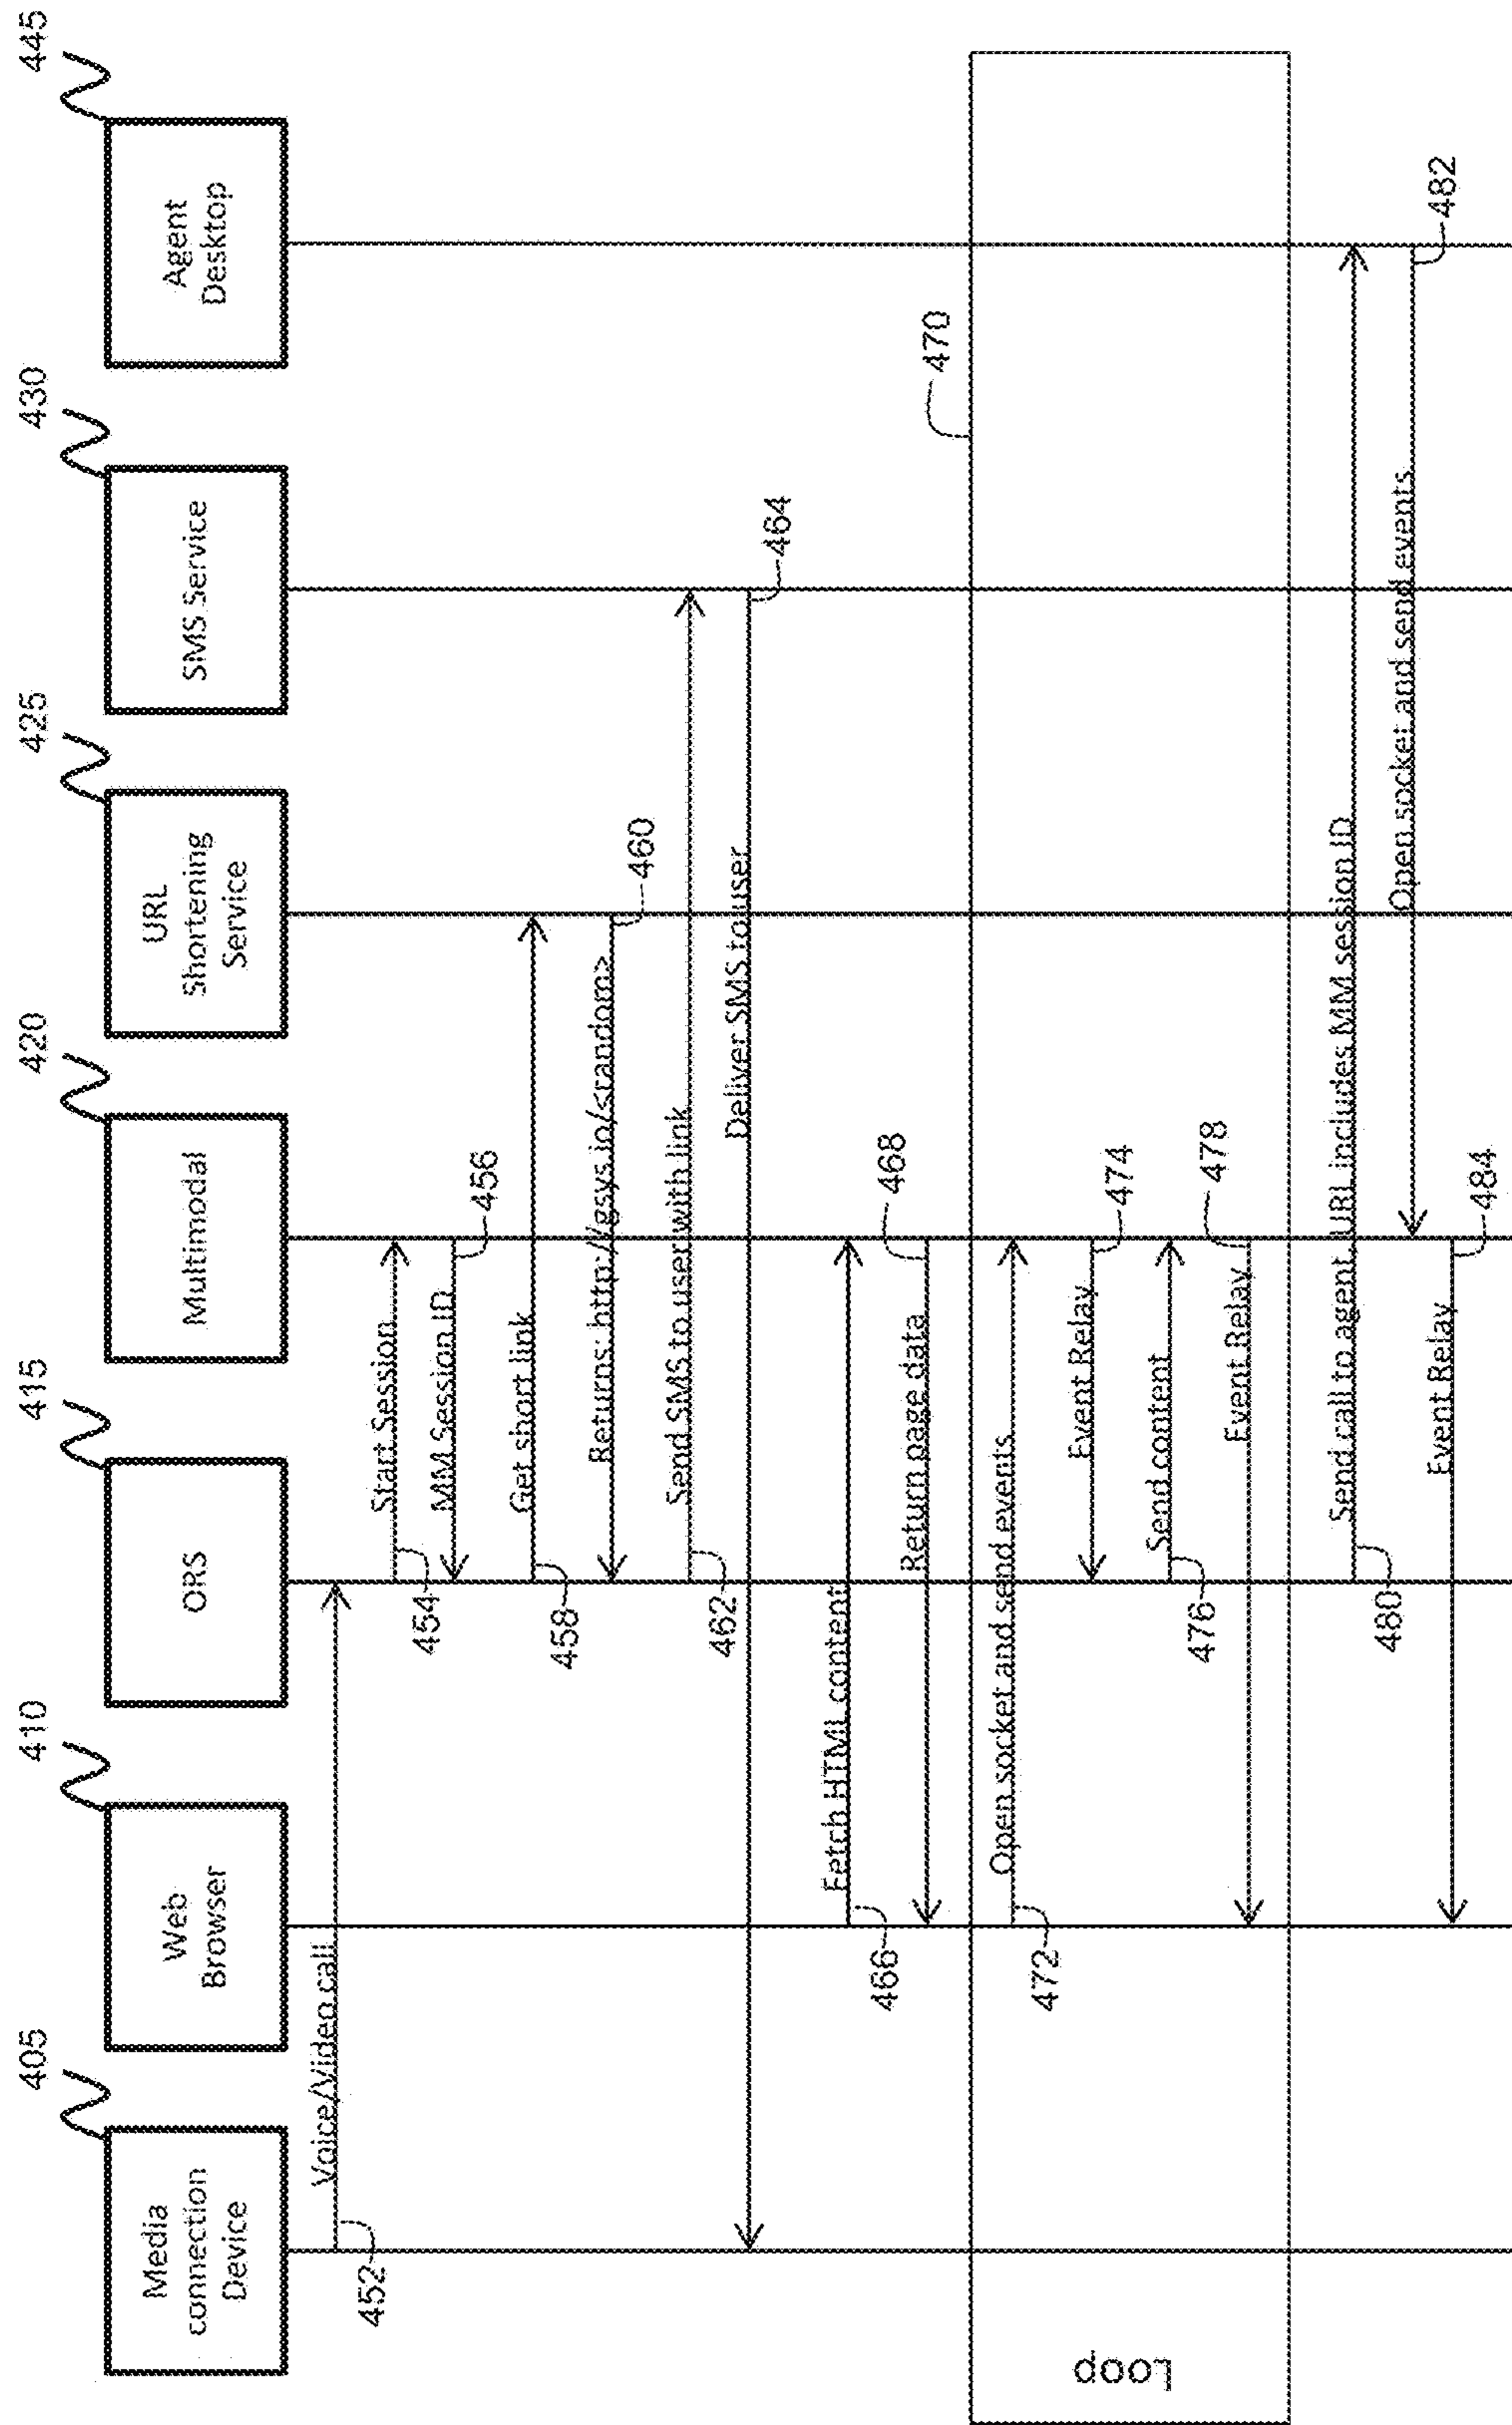 405
410
415
420
425
430
445
Media
connection
Device
Web
Browser
ORS
Multimodal
URL
Shortening
Service
SMS Service
Agent
Desktop
Voice/Video call
452
Start Session
454
MM Session ID
456
Get short link
458
Returns: http://gsys.io/<random>
460
Send SMS to user with link
462
Deliver SMS to user
464
Fetch HTML content
466
Return page data
468
Loop
470
Open socket and send events
472
Event Relay
474
Send content
476
Event Relay
478
Send call to agent. URL includes MM session ID
480
Open socket and send events
482
Event Relay
484